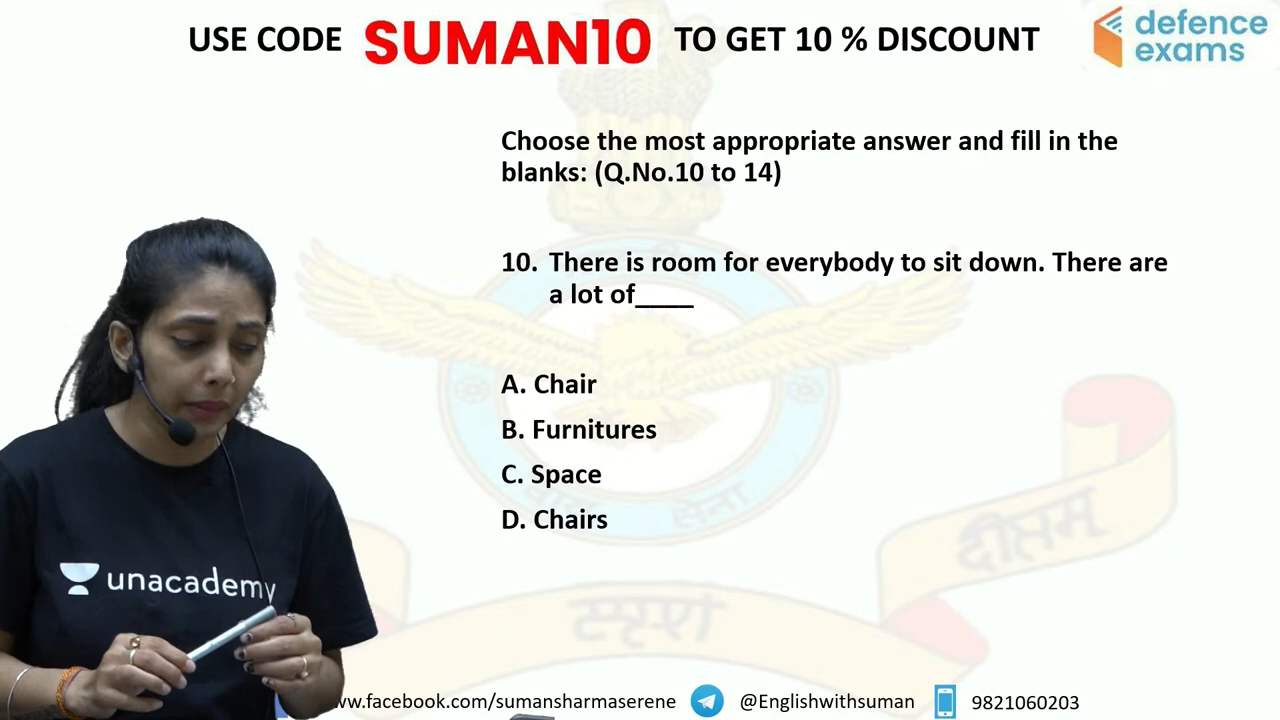 USE CODE SUMAN10 TO GET 10 % DISCOUNT
defence
exams
Choose the most appropriate answer and fill in the
blanks: (Q.No.10 to 14)
10. There is room for everybody to sit down. There are
a lot of____
A. Chair
B. Furnitures
C. Space
D. Chairs
unacademy
सेना
स्पृशं
दीप्तम्
ww.facebook.com/sumansharmaserene @Englishwithsuman 9821060203